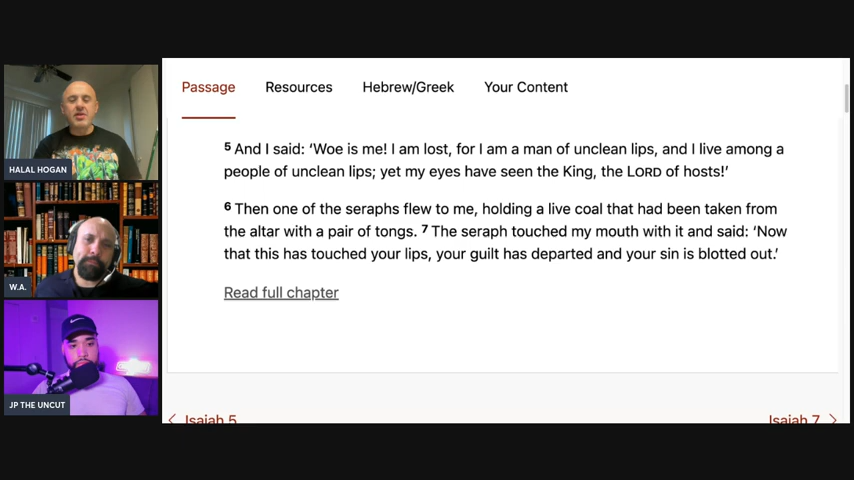 HALAL HOGAN
W.A.
JP THE UNCUT
Passage Resources Hebrew/Greek Your Content
5 And I said: ‘Woe is me! I am lost, for I am a man of unclean lips, and I live among a
people of unclean lips; yet my eyes have seen the King, the LORD of hosts!’
6 Then one of the seraphs flew to me, holding a live coal that had been taken from
the altar with a pair of tongs. 7 The seraph touched my mouth with it and said: ‘Now
that this has touched your lips, your guilt has departed and your sin is blotted out.’
Read full chapter
Isaiah 5
Isaiah 7